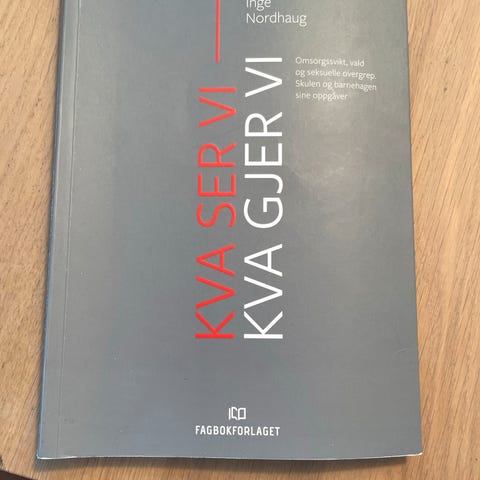 Inge
Nordhaug
Omsorgssvikt, vald
og seksuelle overgrep.
Skulen og barnehagen
sine oppgåver
KVA SER VI
KVA GJER VI
FAGBOKFORLAGET